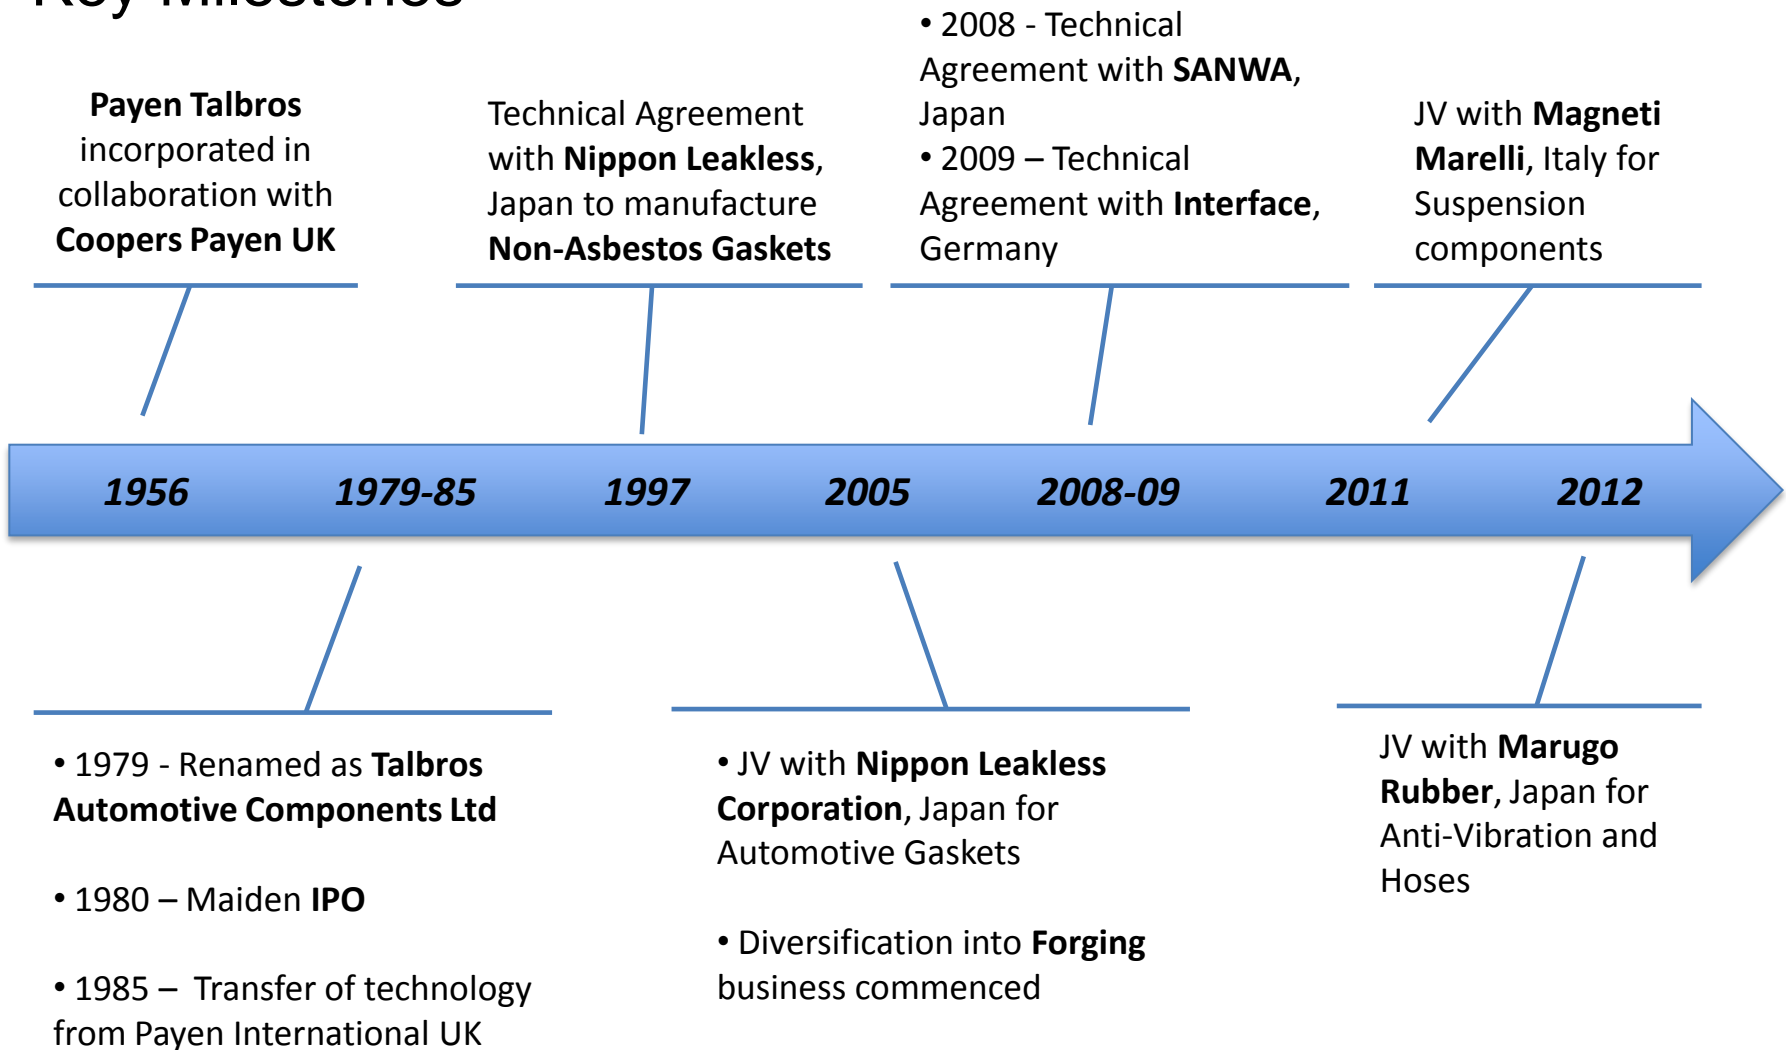 Key Milestones
Payen Talbros
incorporated in
collaboration with
Coopers Payen UK
Technical Agreement
with Nippon Leakless,
Japan to manufacture
Non-Asbestos Gaskets
• 2008 - Technical
Agreement with SANWA,
Japan
• 2009 – Technical
Agreement with Interface,
Germany
JV with Magneti
Marelli, Italy for
Suspension
components
1956 1979-85 1997 2005 2008-09 2011 2012
• 1979 - Renamed as Talbros
Automotive Components Ltd
• 1980 – Maiden IPO
• 1985 – Transfer of technology
from Payen International UK
• JV with Nippon Leakless
Corporation, Japan for
Automotive Gaskets
• Diversification into Forging
business commenced
JV with Marugo
Rubber, Japan for
Anti-Vibration and
Hoses